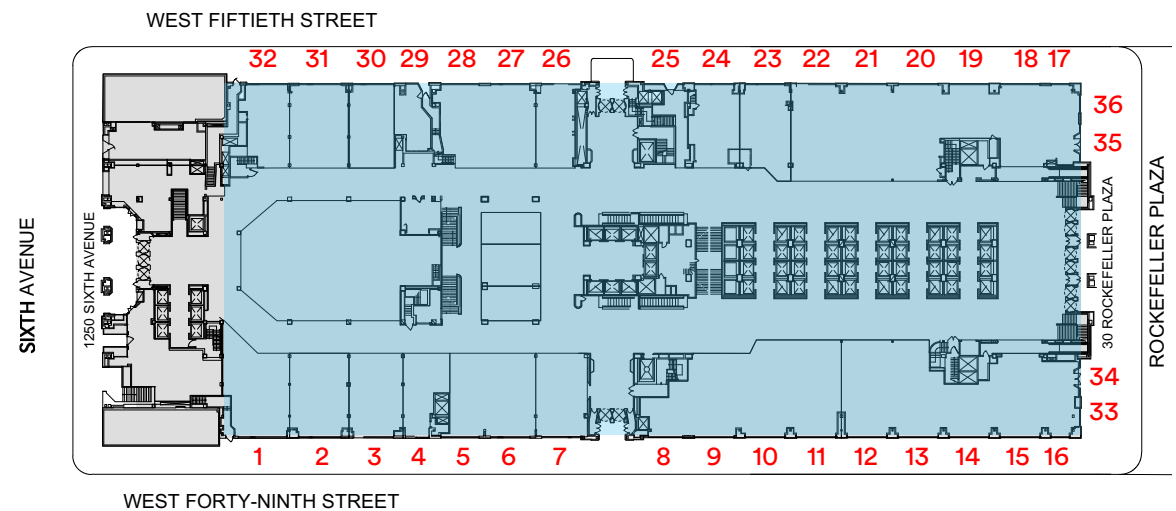 WEST FIFTIETH STREET
32 31 30 29 28 27 26 25 24 23 22 21 20 19 18 17
36
35
SIXTH AVENUE
1250 SIXTH AVENUE
30 ROCKEFELLER PLAZA
ROCKEFELLER PLAZA
34
33
1 2 3 4 5 6 7 8 9 10 11 12 13 14 15 16
WEST FORTY-NINTH STREET